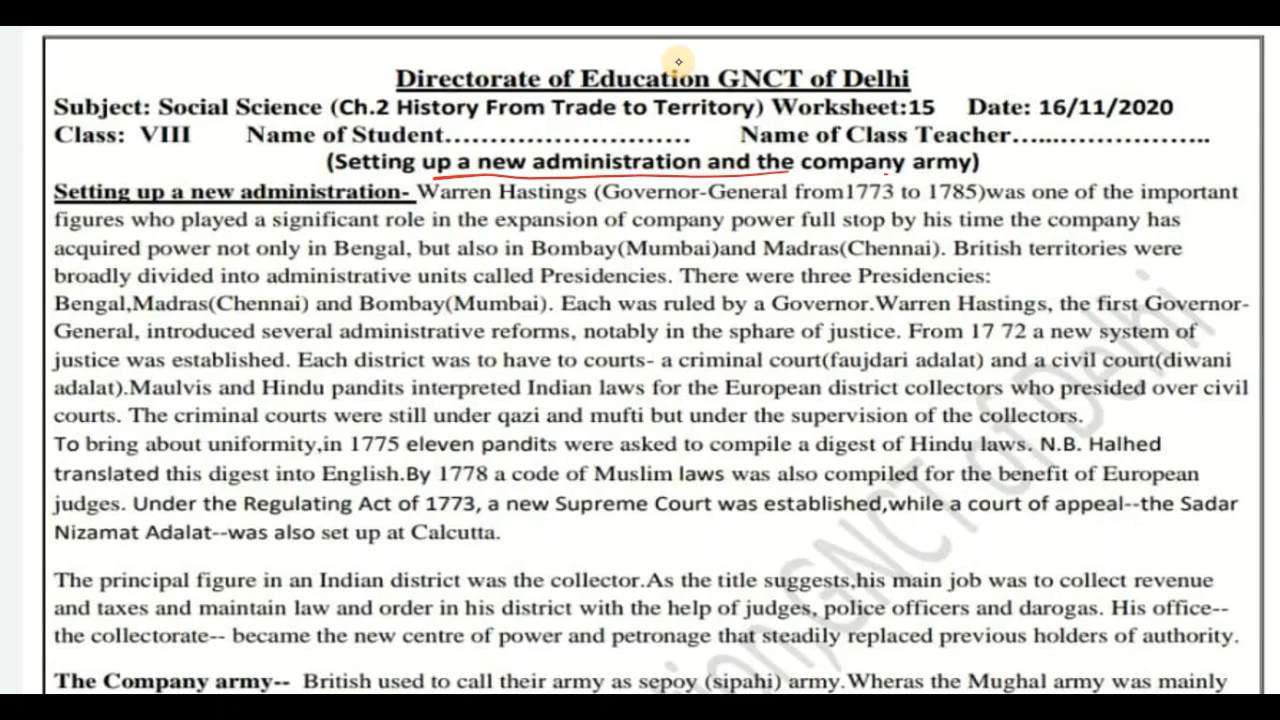 Directorate of Education GNCT of Delhi
Subject: Social Science (Ch.2 History From Trade to Territory) Worksheet:15 Date: 16/11/2020
Class: VIII Name of Student.......................... Name of Class Teacher.........................
(Setting up a new administration and the company army)
Setting up a new administration- Warren Hastings (Governor-General from1773 to 1785)was one of the important
figures who played a significant role in the expansion of company power full stop by his time the company has
acquired power not only in Bengal, but also in Bombay(Mumbai)and Madras(Chennai). British territories were
broadly divided into administrative units called Presidencies. There were three Presidencies:
Bengal,Madras(Chennai) and Bombay(Mumbai). Each was ruled by a Governor.Warren Hastings, the first Governor-
General, introduced several administrative reforms, notably in the sphare of justice. From 17 72 a new system of
justice was established. Each district was to have to courts- a criminal court(faujdari adalat) and a civil court(diwani
adalat).Maulvis and Hindu pandits interpreted Indian laws for the European district collectors who presided over civil
courts. The criminal courts were still under qazi and mufti but under the supervision of the collectors.
To bring about uniformity,in 1775 eleven pandits were asked to compile a digest of Hindu laws. N.B. Halhed
translated this digest into English.By 1778 a code of Muslim laws was also compiled for the benefit of European
judges. Under the Regulating Act of 1773, a new Supreme Court was established,while a court of appeal--the Sadar
Nizamat Adalat--was also set up at Calcutta.
The principal figure in an Indian district was the collector.As the title suggests,his main job was to collect revenue
and taxes and maintain law and order in his district with the help of judges, police officers and darogas. His office--
the collectorate-- became the new centre of power and petronage that steadily replaced previous holders of authority.
The Company army-- British used to call their army as sepoy (sipahi) army.Wheras the Mughal army was mainly
GNCT of Delhi